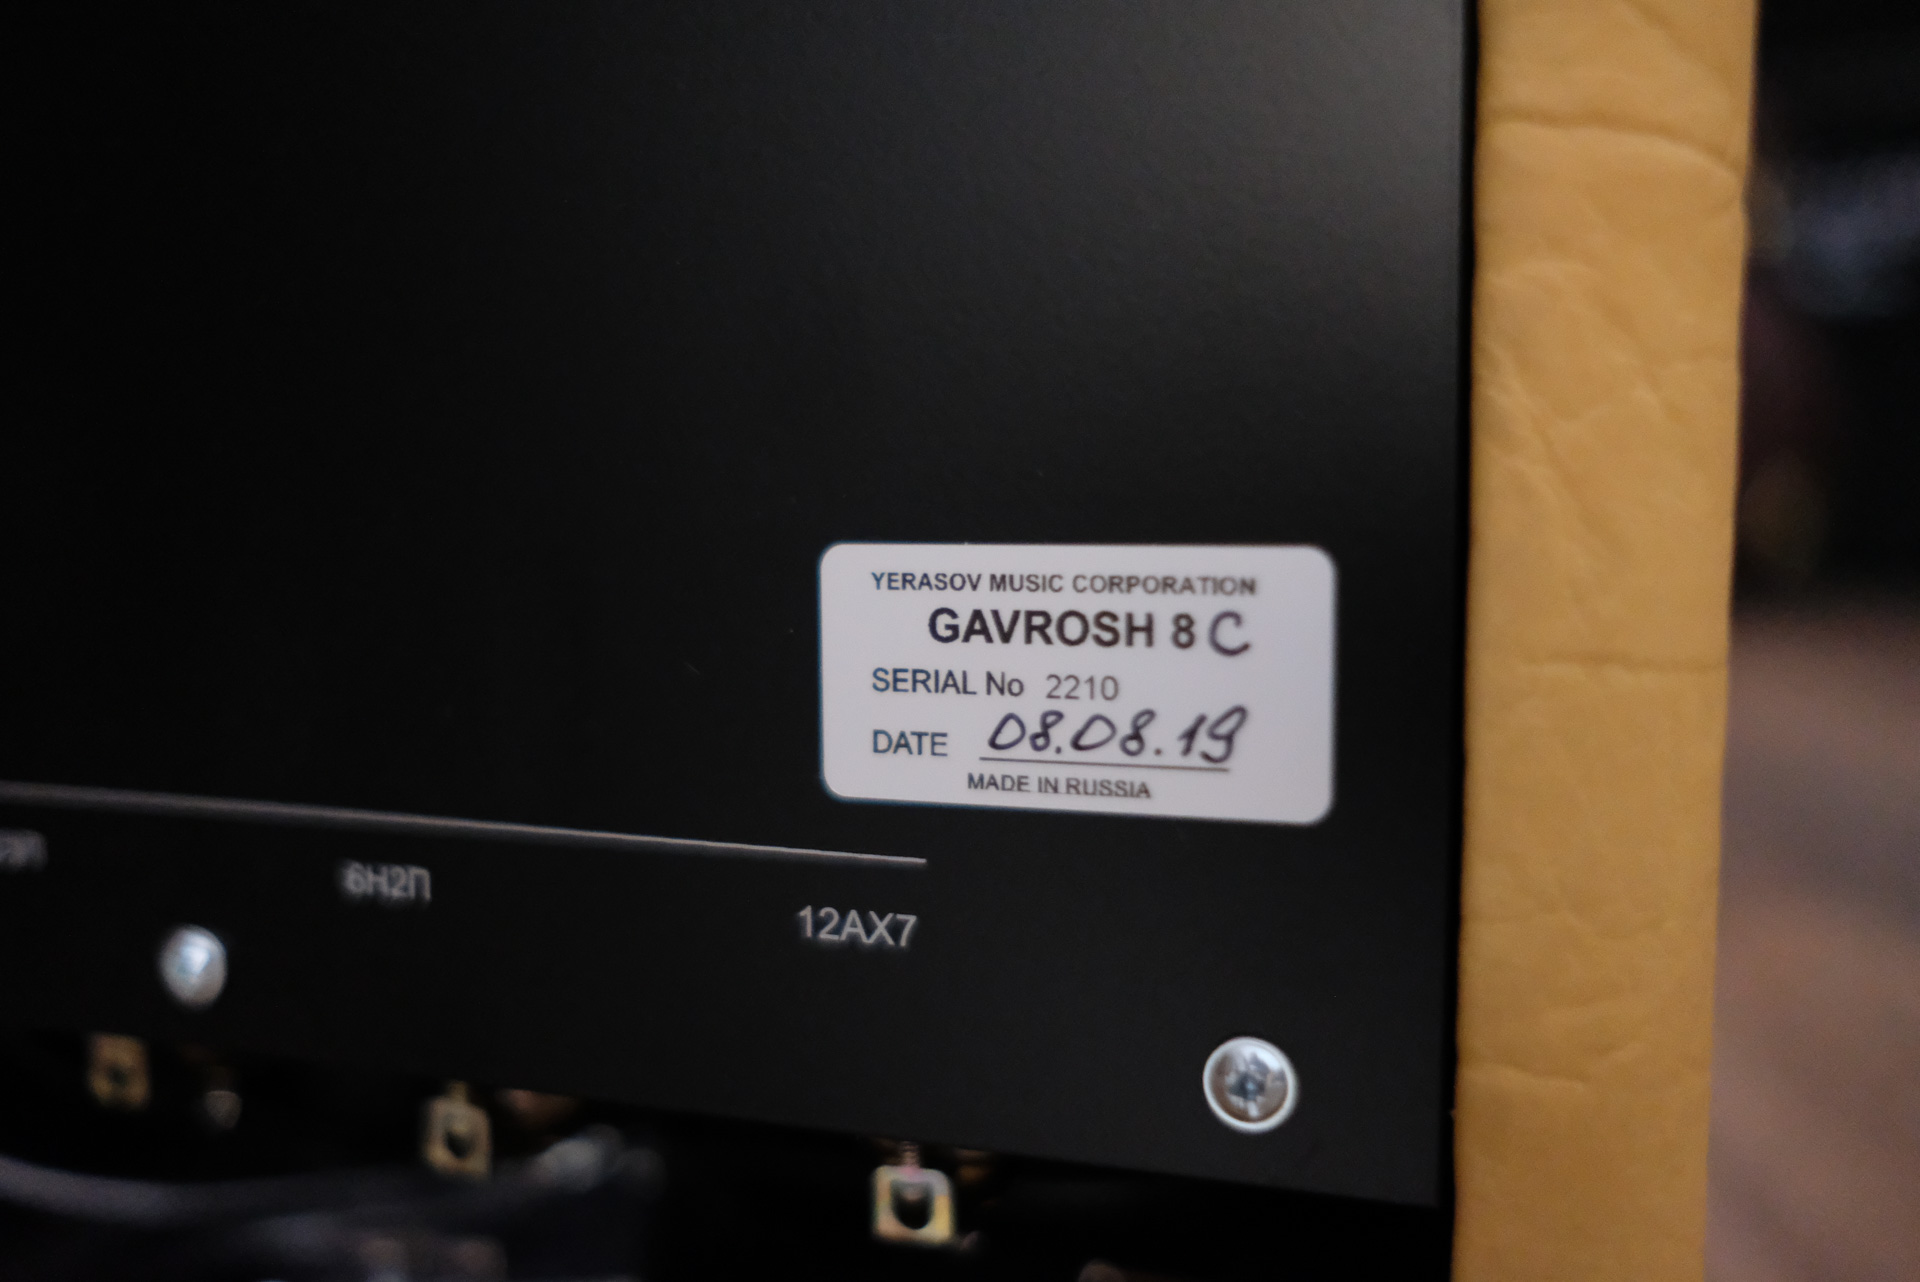 YERASOV MUSIC CORPORATION
GAVROSH 8 C
SERIAL No 2210
DATE 08.08.19
MADE IN RUSSIA
6Н2П
12AX7